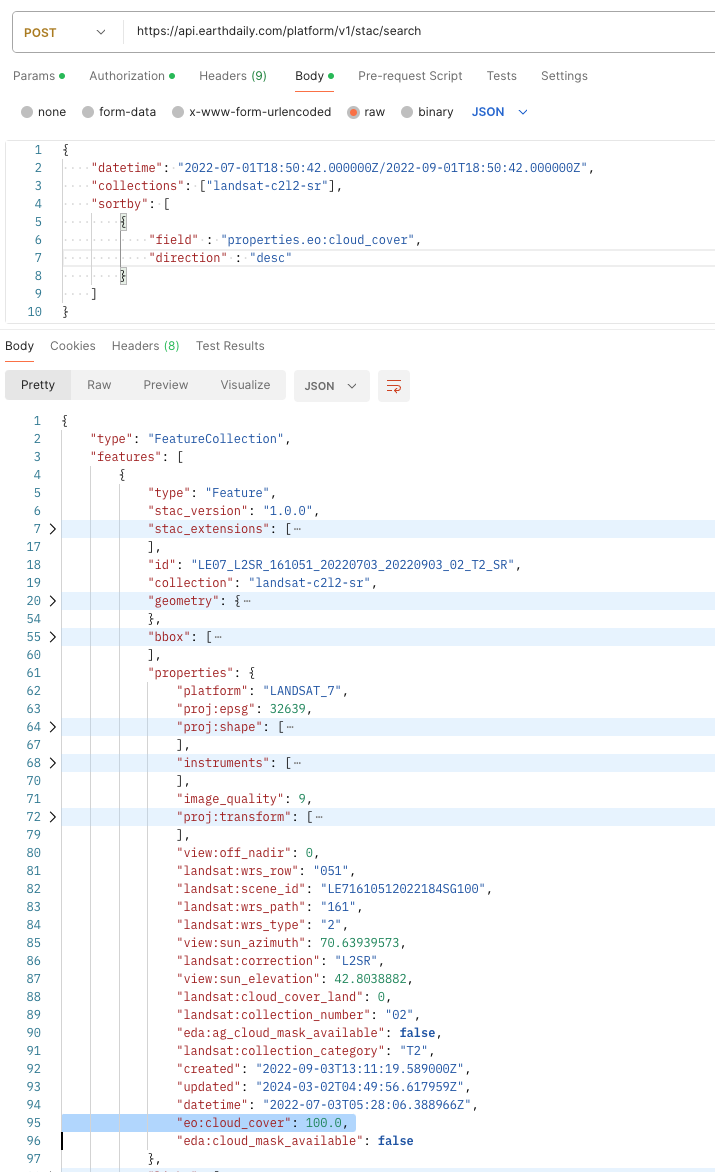 POST https://api.earthdaily.com/platform/v1/stac/search
Params Authorization Headers (9) Body Pre-request Script Tests Settings
none form-data x-www-form-urlencoded raw binary JSON
1 {
2 "datetime": "2022-07-01T18:50:42.000000Z/2022-09-01T18:50:42.000000Z",
3 "collections": ["landsat-c2l2-sr"],
4 "sortby": [
5 {
6 "field" : "properties.eo:cloud_cover",
7 "direction" : "desc"
8 }
9 ]
10 }
Body Cookies Headers (8) Test Results
Pretty Raw Preview Visualize JSON
1 {
2 "type": "FeatureCollection",
3 "features": [
4 {
5 "type": "Feature",
6 "stac_version": "1.0.0",
7 "stac_extensions": [⋯
17 ],
18 "id": "LE07_L2SR_161051_20220703_20220903_02_T2_SR",
19 "collection": "landsat-c2l2-sr",
20 "geometry": {⋯
54 },
55 "bbox": [⋯
60 ],
61 "properties": {
62 "platform": "LANDSAT_7",
63 "proj:epsg": 32639,
64 "proj:shape": [⋯
67 ],
68 "instruments": [⋯
70 ],
71 "image_quality": 9,
72 "proj:transform": [⋯
79 ],
80 "view:off_nadir": 0,
81 "landsat:wrs_row": "051",
82 "landsat:scene_id": "LE71610512022184SG100",
83 "landsat:wrs_path": "161",
84 "landsat:wrs_type": "2",
85 "view:sun_azimuth": 70.63939573,
86 "landsat:correction": "L2SR",
87 "view:sun_elevation": 42.8038882,
88 "landsat:cloud_cover_land": 0,
89 "landsat:collection_number": "02",
90 "eda:ag_cloud_mask_available": false,
91 "landsat:collection_category": "T2",
92 "created": "2022-09-03T13:11:19.589000Z",
93 "updated": "2024-03-02T04:49:56.617959Z",
94 "datetime": "2022-07-03T05:28:06.388966Z",
95 "eo:cloud_cover": 100.0,
96 "eda:cloud_mask_available": false
97 },